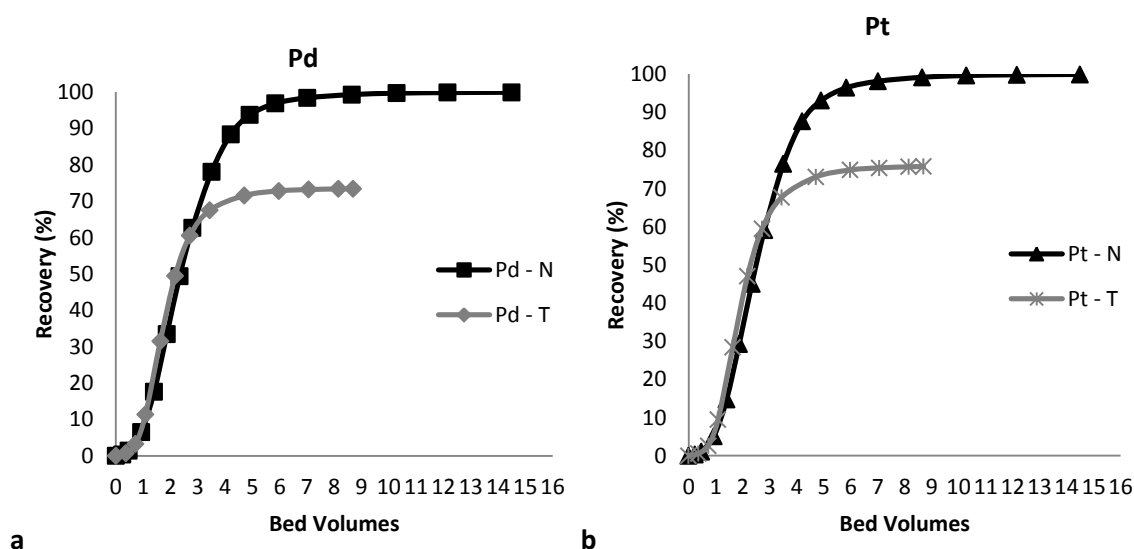 Pd
100
90
80
70
60
50
40
30
20
10
0
Recovery (%)
Pd - N
Pd - T
0 1 2 3 4 5 6 7 8 9 10 11 12 13 14 15 16
Bed Volumes
a
Pt
100
90
80
70
60
50
40
30
20
10
0
Recovery (%)
Pt - N
Pt - T
0 1 2 3 4 5 6 7 8 9 10 11 12 13 14 15 16
Bed Volumes
b